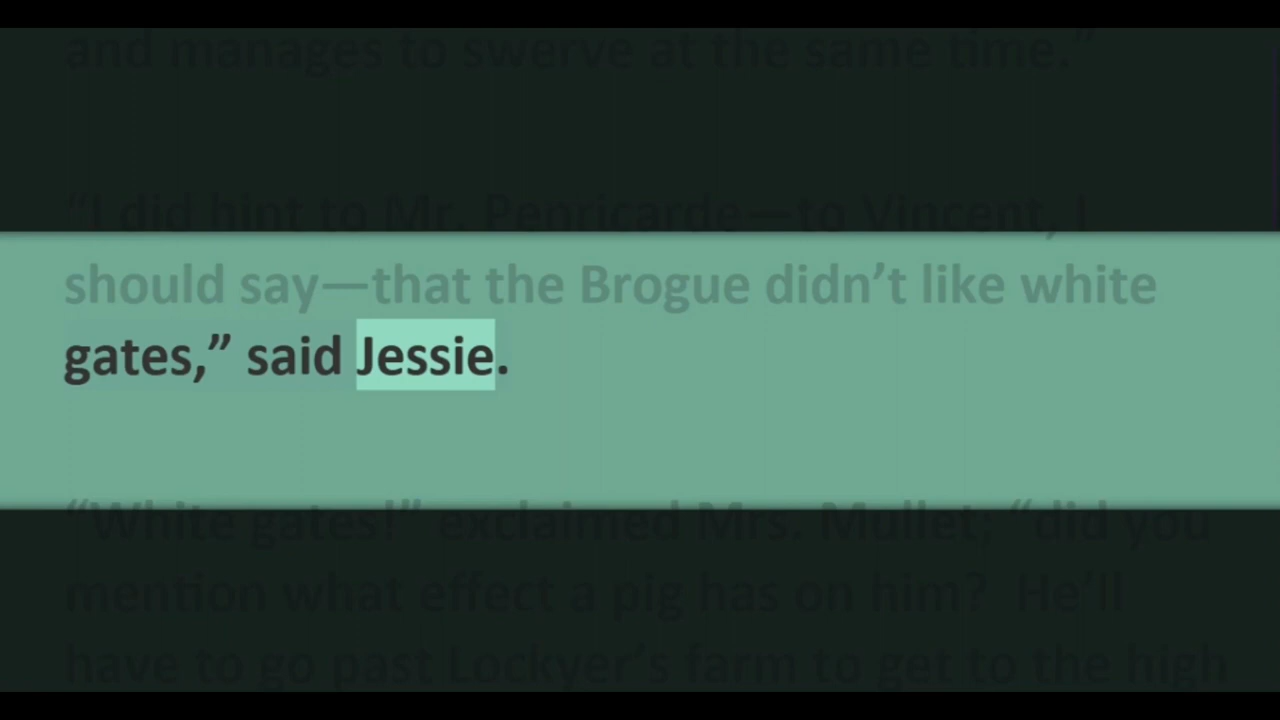 and manages to swerve at the same time.”
“I did hint to Mr. Penricarde—to Vincent, I
should say—that the Brogue didn’t like white
gates,” said Jessie.
“White gates!” exclaimed Mrs. Mullet; “did you
mention what effect a pig has on him?  He’ll
have to go past Lockyer’s farm to get to the high